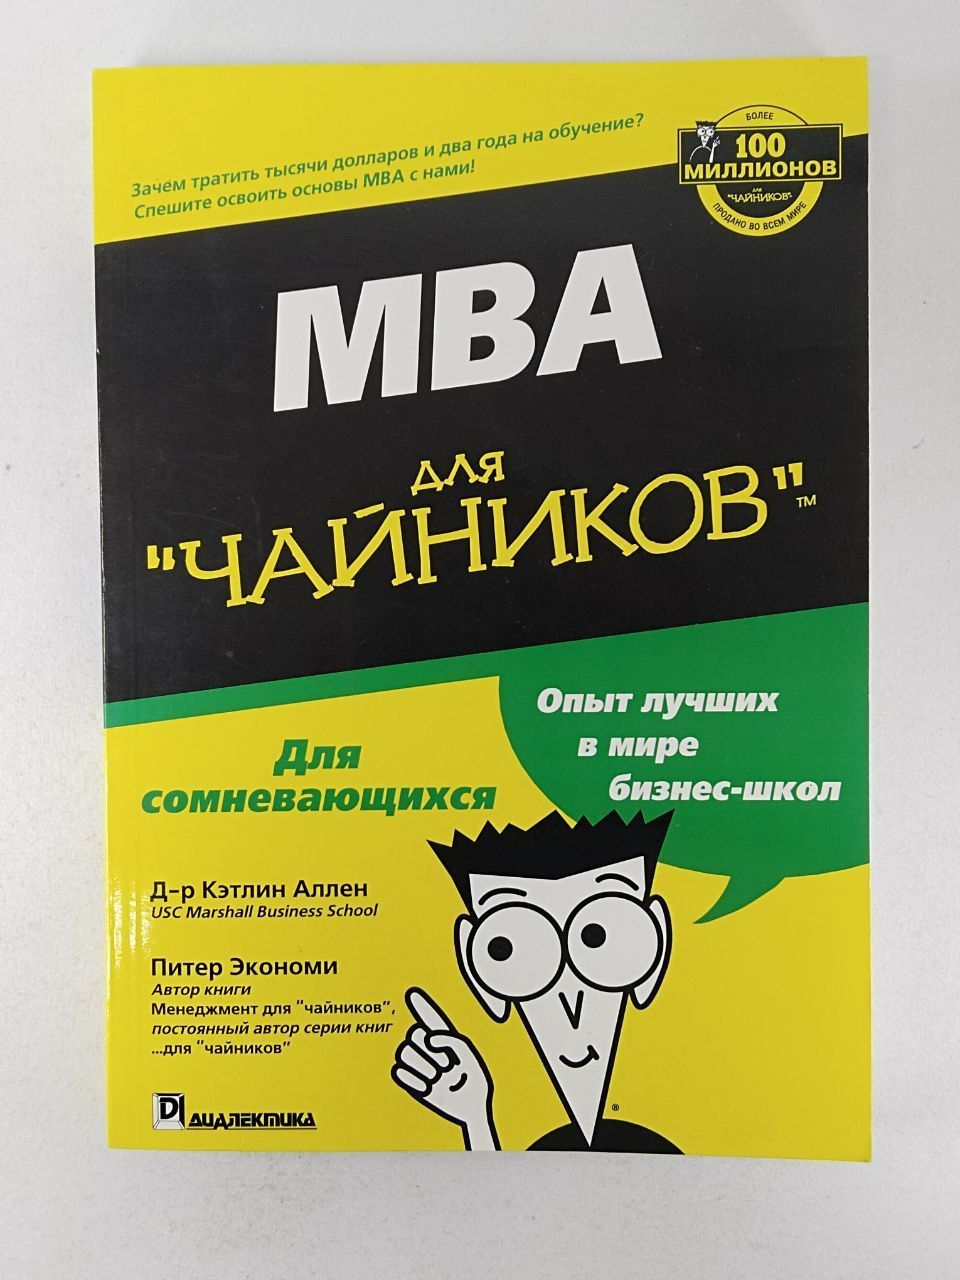 Зачем тратить тысячи долларов и два года на обучение?
Спешите освоить основы MBA с нами!
БОЛЕЕ
100
МИЛЛИОНОВ
для
"ЧАЙНИКОВ"
ПРОДАНО ВО ВСЕМ МИРЕ
MBA
для
"ЧАЙНИКОВ"™
Опыт лучших
в мире
бизнес-школ
Для
сомневающихся
Д-р Кэтлин Аллен
USC Marshall Business School
Питер Экономи
Автор книги
Менеджмент для "чайников",
постоянный автор серии книг
...для "чайников"
®
D ДИАЛЕКТИКА